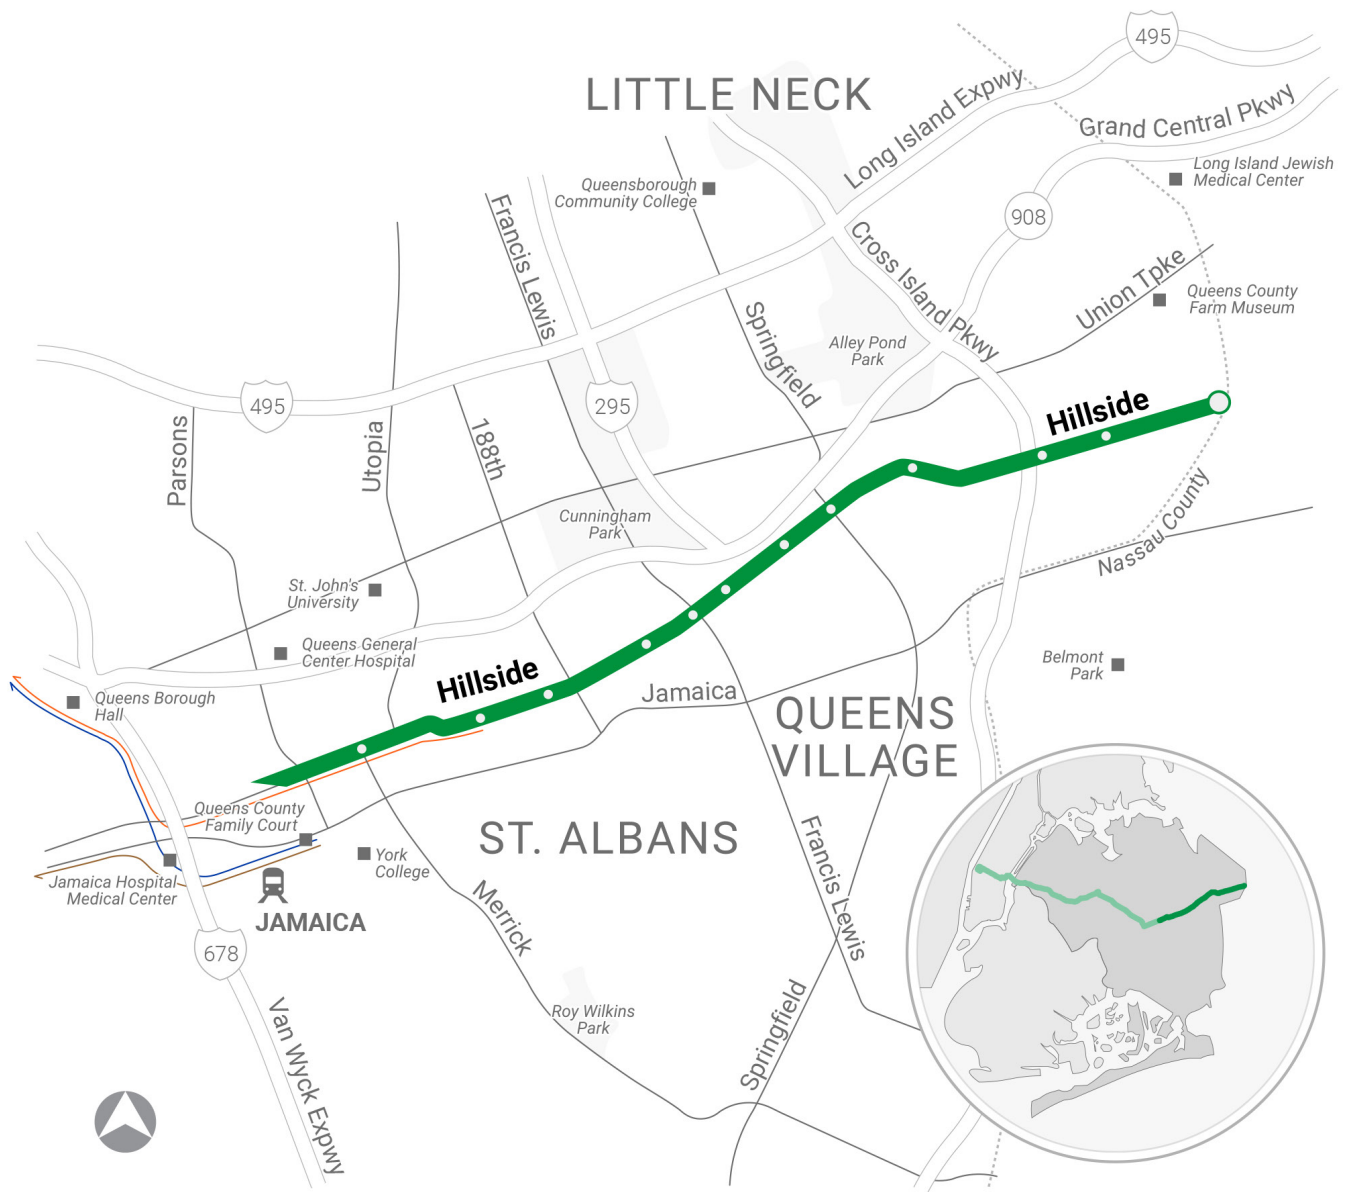 495
LITTLE NECK
Long Island Expwy
Grand Central Pkwy
Long Island Jewish
Medical Center
Queensborough
Community College
Francis Lewis
908
Cross Island Pkwy
Union Tpke
Queens County
Farm Museum
Springfield
Alley Pond
Park
495
295
Parsons
Utopia
188th
Hillside
Cunningham
Park
Nassau County
St. John's
University
Queens General
Center Hospital
Belmont
Park
Hillside
Jamaica
Queens Borough
Hall
QUEENS
VILLAGE
Queens County
Family Court
ST. ALBANS
York
College
Jamaica Hospital
Medical Center
JAMAICA
Francis Lewis
Merrick
678
Van Wyck Expwy
Roy Wilkins
Park
Springfield